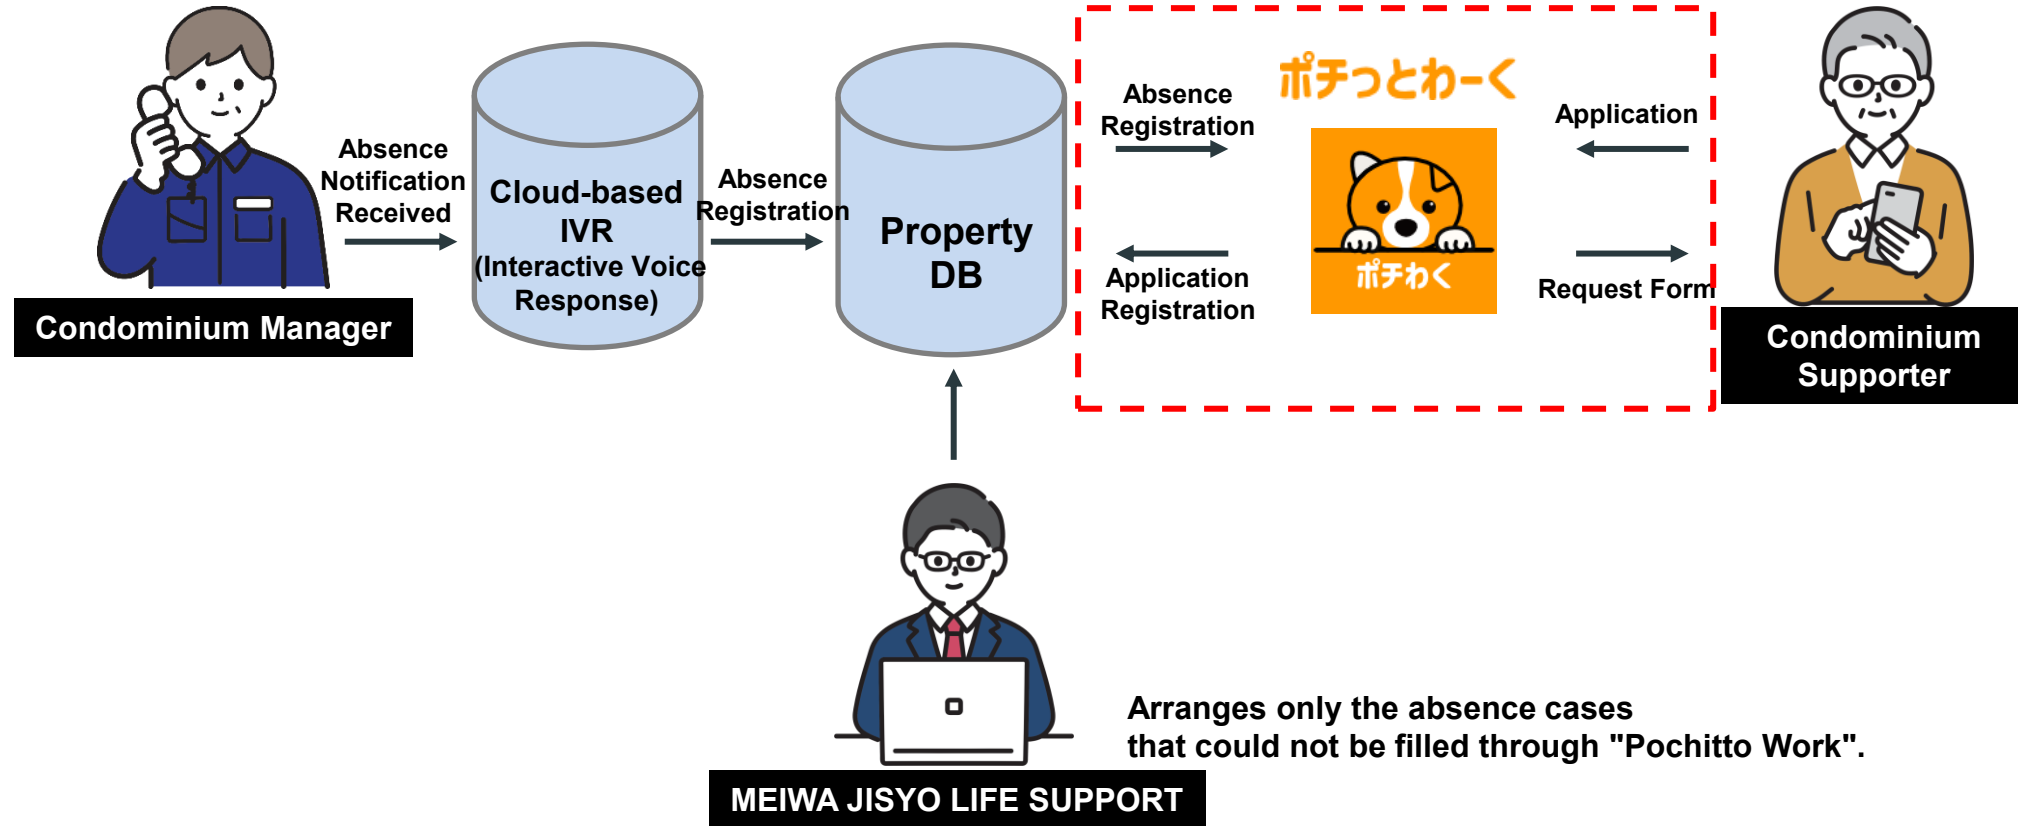 Absence
Notification
Received
Condominium Manager
Cloud-based
IVR
(Interactive Voice
Response)
Absence
Registration
Property
DB
Absence
Registration
Application
Registration
ポチっとわーく
ポチわく
Application
Request Form
Condominium
Supporter
MEIWA JISYO LIFE SUPPORT
Arranges only the absence cases
that could not be filled through "Pochitto Work".